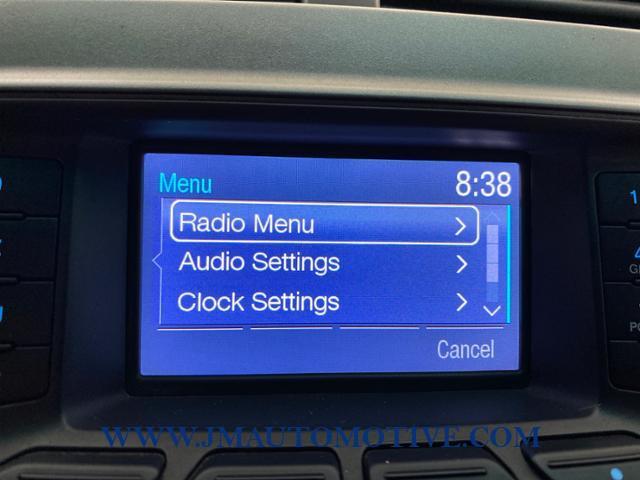 Menu 8:38
Radio Menu
Audio Settings
Clock Settings
Cancel
WWW.JMAUTOMOTIVE.COM